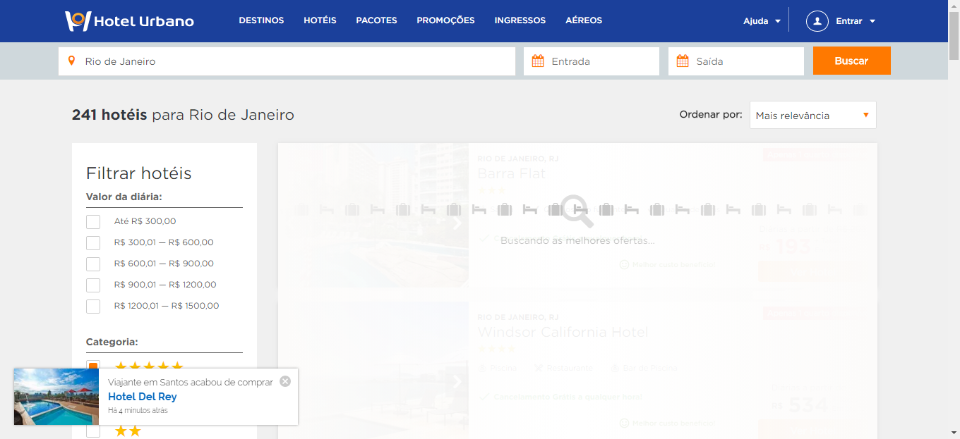 Hotel Urbano
DESTINOS HOTÉIS PACOTES PROMOÇÕES INGRESSOS AÉREOS
Ajuda
Entrar
Rio de Janeiro
Entrada
Saída
Buscar
241 hotéis para Rio de Janeiro
Ordenar por:
Mais relevância
Filtrar hotéis
Valor da diária:
Até R$ 300,00
R$ 300,01 — R$ 600,00
R$ 600,01 — R$ 900,00
R$ 900,01 — R$ 1200,00
R$ 1200,01 — R$ 1500,00
Categoria:
RIO DE JANEIRO, RJ
Barra Flat
Buscando as melhores ofertas...
RIO DE JANEIRO, RJ
Windsor California Hotel
Viajante em Santos acabou de comprar
Hotel Del Rey
Há 4 minutos atrás